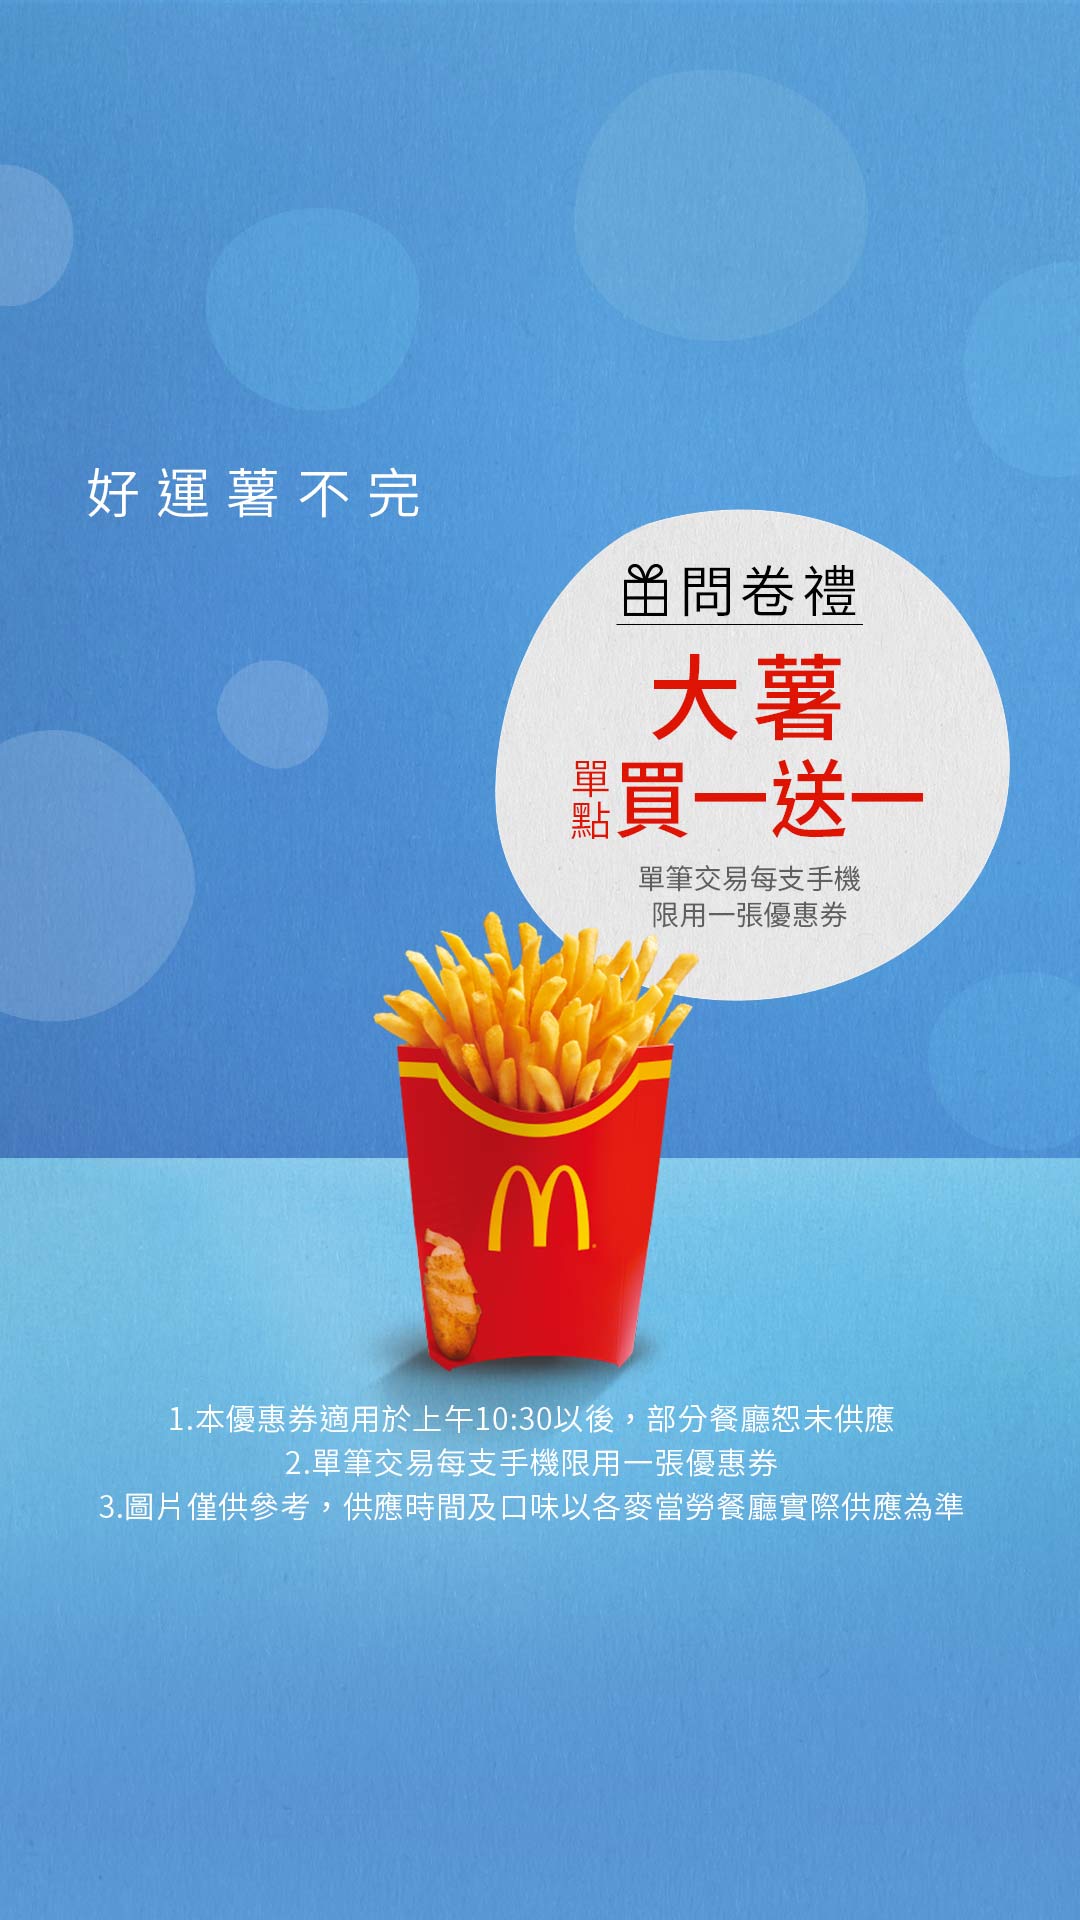 好運薯不完
問卷禮
大薯
單點買一送一
單筆交易每支手機
限用一張優惠券
1.本優惠券適用於上午10:30以後，部分餐廳恕未供應
2.單筆交易每支手機限用一張優惠券
3.圖片僅供參考，供應時間及口味以各麥當勞餐廳實際供應為準